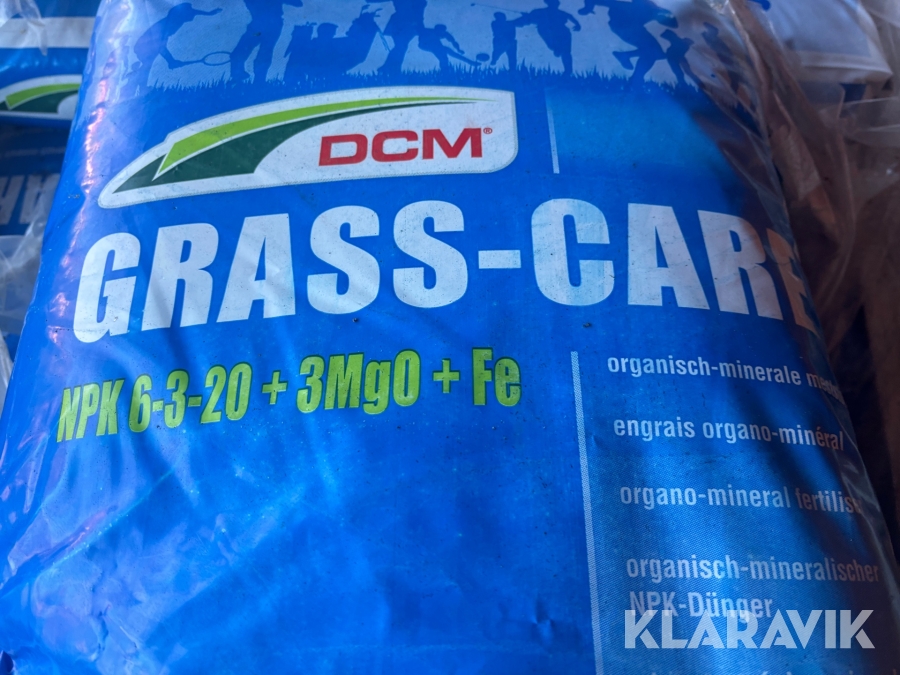 DCM®
GRASS-CARE
NPK 6-3-20 + 3MgO + Fe
organisch-minerale
engrais organo-minéral
organo-mineral
organisch-mineralischer
NPK-Dünger
KLARAVIK